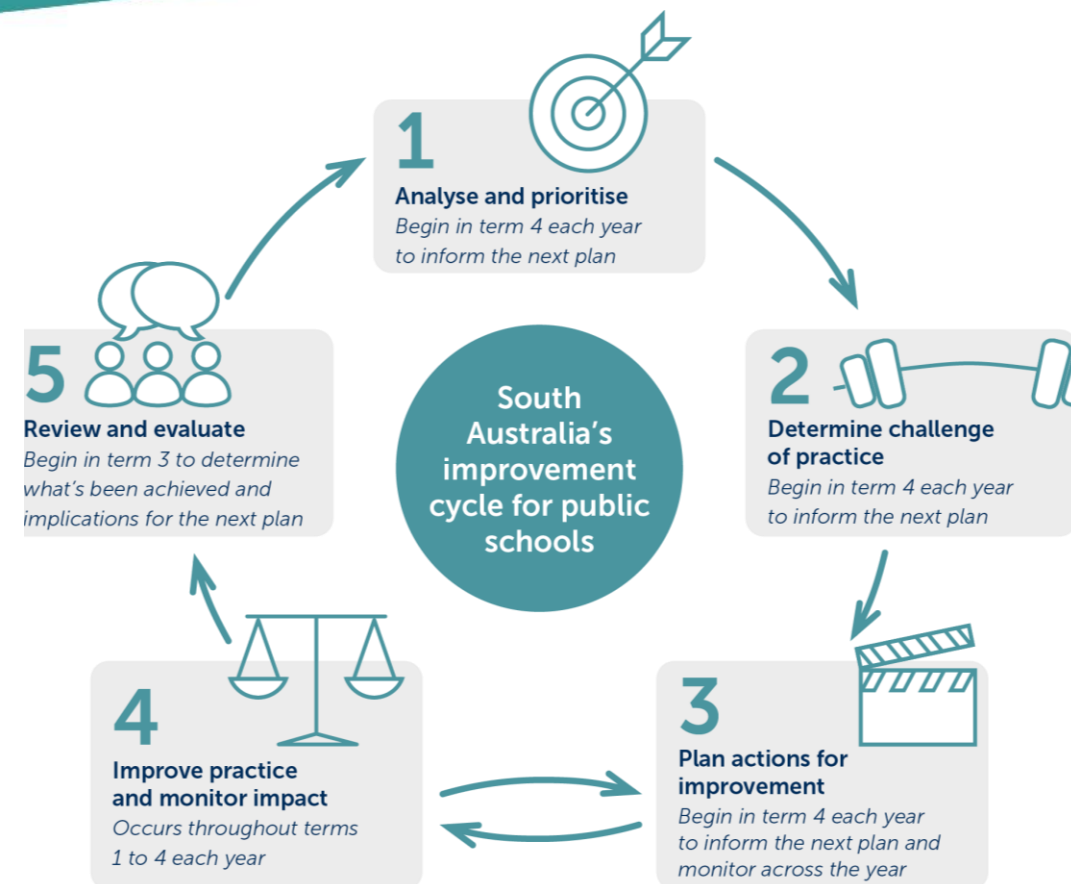 1
Analyse and prioritise
Begin in term 4 each year
to inform the next plan
2
Determine challenge
of practice
Begin in term 4 each year
to inform the next plan
3
Plan actions for
improvement
Begin in term 4 each year
to inform the next plan and
monitor across the year
4
Improve practice
and monitor impact
Occurs throughout terms
1 to 4 each year
5
Review and evaluate
Begin in term 3 to determine
what's been achieved and
implications for the next plan
South
Australia's
improvement
cycle for public
schools